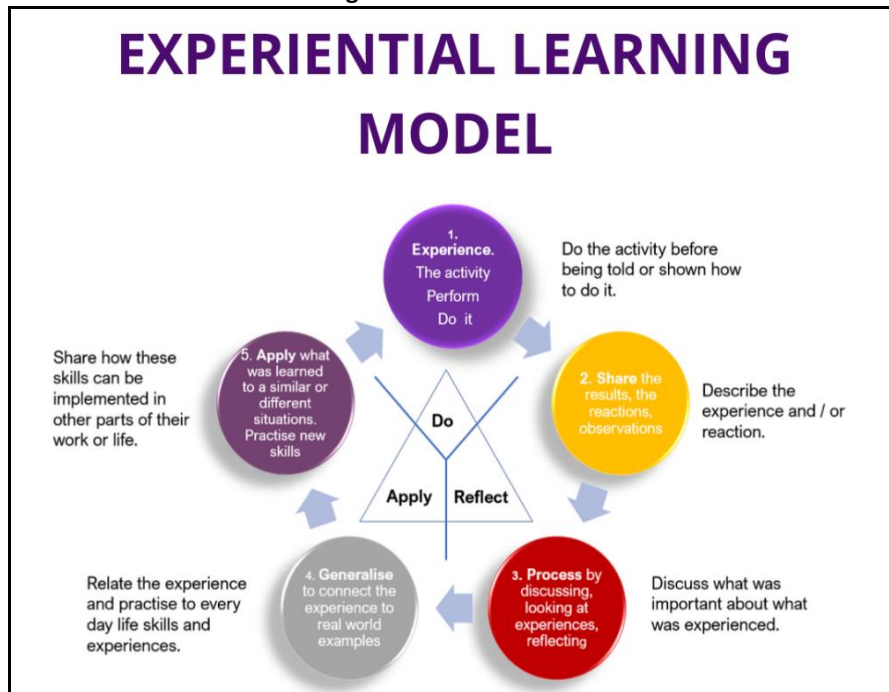 EXPERIENTIAL LEARNING
MODEL
1.
Experience.
The activity
Perform
Do it
Do the activity before
being told or shown how
to do it.
2. Share the
results, the
reactions,
observations
Describe the
experience and / or
reaction.
3. Process by
discussing,
looking at
experiences,
reflecting
Discuss what was
important about what
was experienced.
4. Generalise
to connect the
experience to
real world
examples
Relate the experience
and practise to every
day life skills and
experiences.
5. Apply what
was learned
to a similar or
different
situations.
Practise new
skills
Share how these
skills can be
implemented in
other parts of their
work or life.
Do
Apply
Reflect